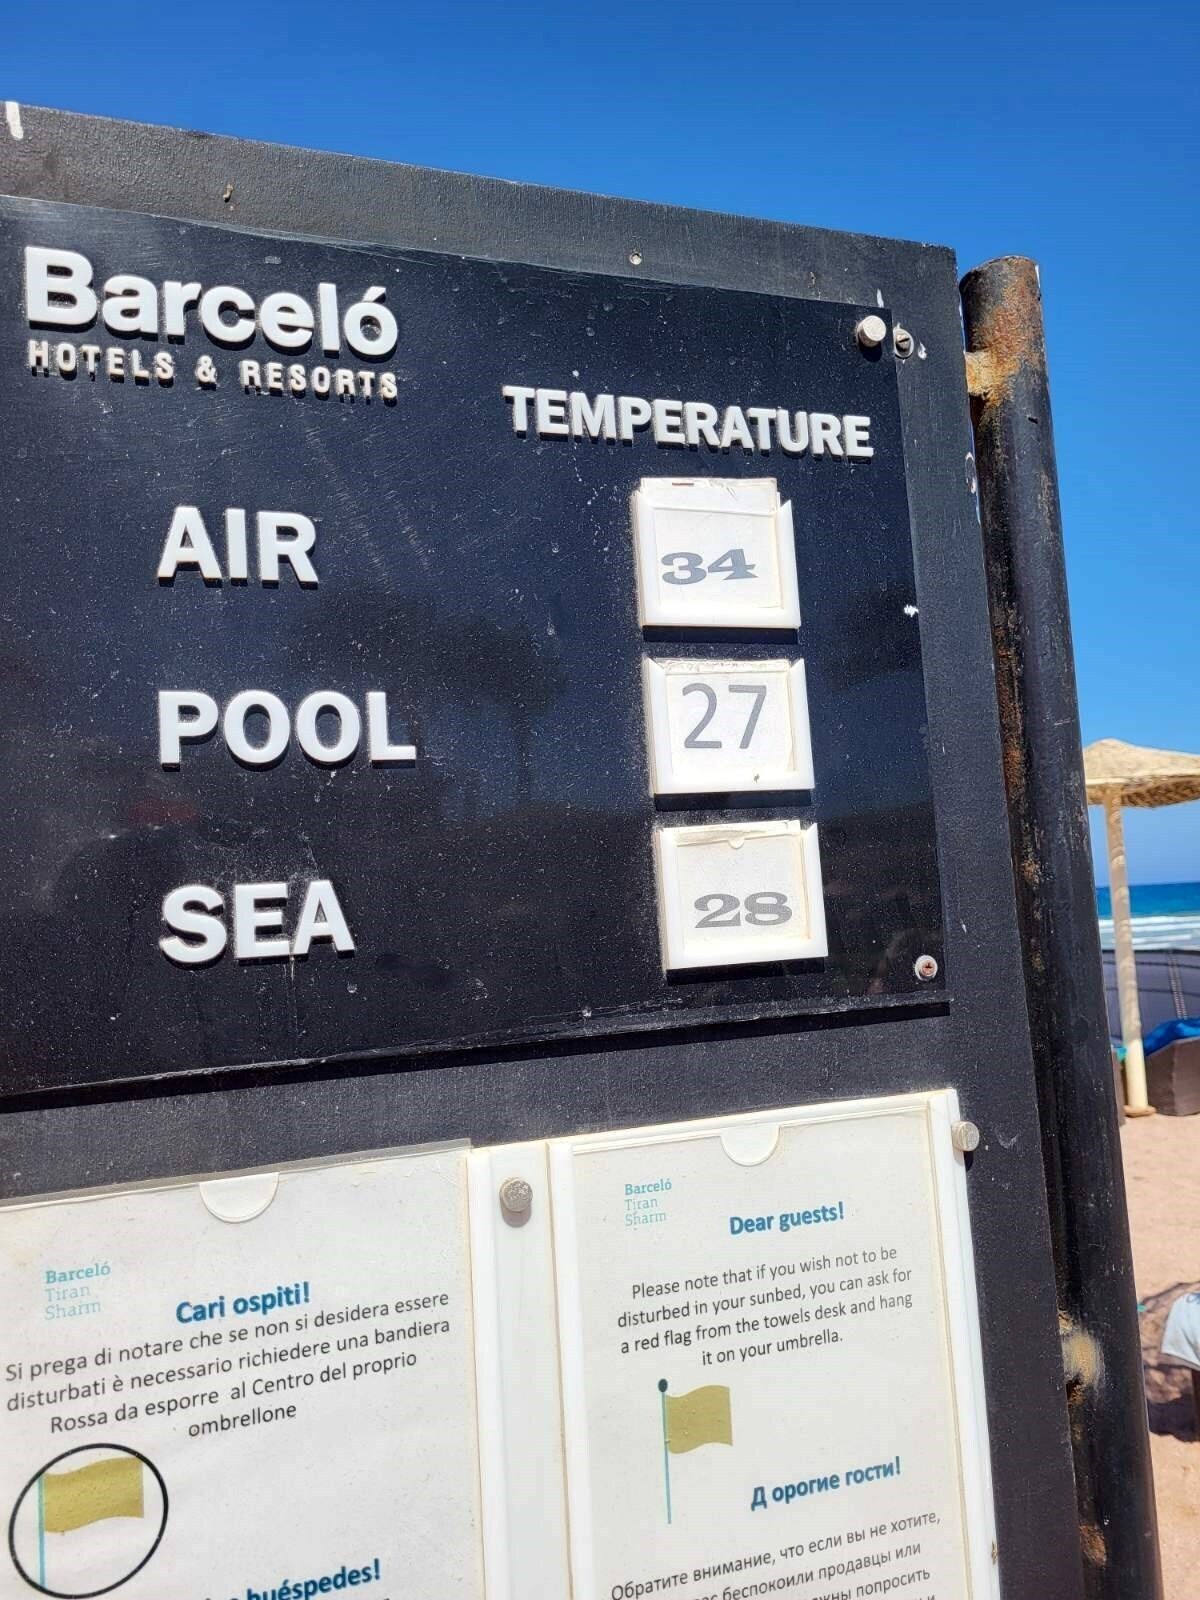 Barceló
HOTELS & RESORTS
TEMPERATURE
AIR
34
POOL
27
SEA
28
Barceló
Tiran
Sharm
Cari ospiti!
Si prega di notare che se non si desidera essere
disturbati è necessario richiedere una bandiera
Rossa da esporre al Centro del proprio
ombrellone
huéspedes!
Barceló
Tiran
Sharm
Dear guests!
Please note that if you wish not to be
disturbed in your sunbed, you can ask for
a red flag from the towels desk and hang
it on your umbrella.
Д орогие гости!
Обратите внимание, что если вы не хотите,
беспокоили продавцы или
попросить